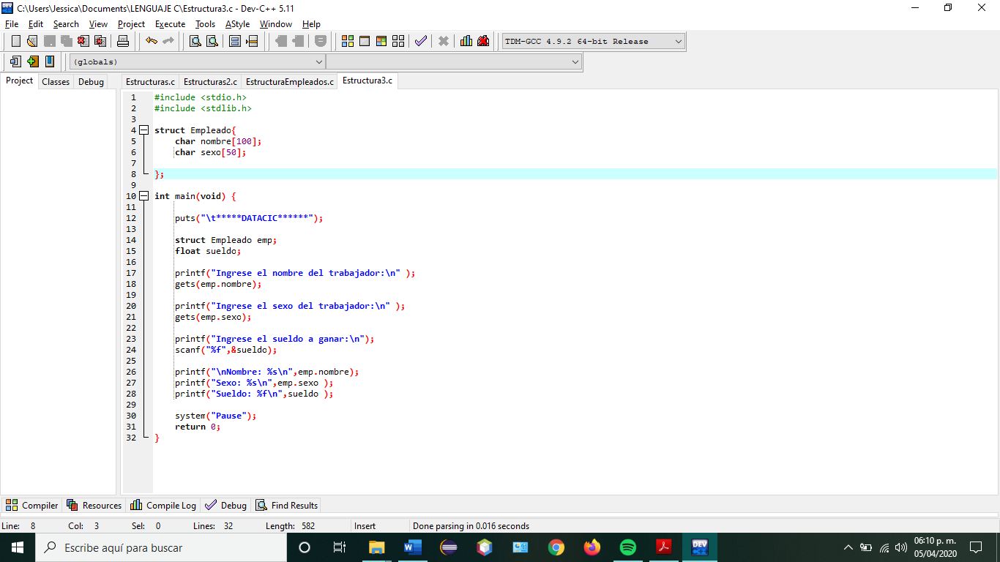 C:\Users\Jessica\Documents\LENGUAJE C\Estructura3.c - Dev-C++ 5.11
File Edit Search View Project Execute Tools AStyle Window Help
TDM-GCC 4.9.2 64-bit Release
(globals)
Project Classes Debug Estructuras.c Estructuras2.c EstructuraEmpleados.c Estructura3.c
1 #include <stdio.h>
2 #include <stdlib.h>
3
4 struct Empleado{
5 char nombre[100];
6 char sexo[50];
7
8 };
9
10 int main(void) {
11
12 puts("\t*****DATACIC******");
13
14 struct Empleado emp;
15 float sueldo;
16
17 printf("Ingrese el nombre del trabajador:\n" );
18 gets(emp.nombre);
19
20 printf("Ingrese el sexo del trabajador:\n" );
21 gets(emp.sexo);
22
23 printf("Ingrese el sueldo a ganar:\n");
24 scanf("%f",&sueldo);
25
26 printf("\nNombre: %s\n",emp.nombre);
27 printf("Sexo: %s\n",emp.sexo );
28 printf("Sueldo: %f\n",sueldo );
29
30 system("Pause");
31 return 0;
32 }
Compiler Resources Compile Log Debug Find Results
Line: 8 Col: 3 Sel: 0 Lines: 32 Length: 582 Insert Done parsing in 0.016 seconds
Escribe aquí para buscar
06:10 p. m.
05/04/2020